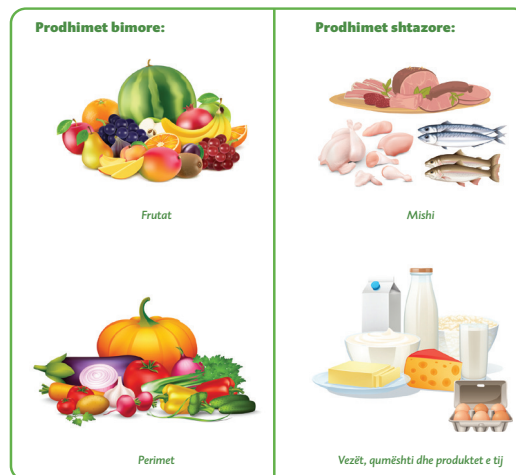 Prodhimet bimore:
Frutat
Perimet
Prodhimet shtazore:
Mishi
Vezët, qumështi dhe produktet e tij